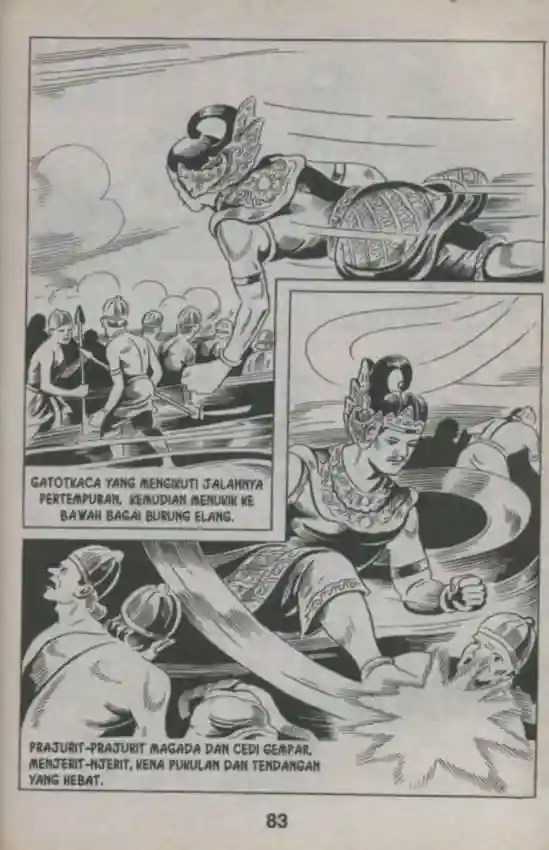 GATOTKACA YANG MENGIKUTI JALANNYA
PERTEMPURAN, KEMUDIAN MENUKIK KE
BAWAH BAGAI BURUNG ELANG.
PRAJURIT-PRAJURIT MAGADA DAN CEDI GEMPAR.
MENJERIT-NJERIT, KENA PUKULAN DAN TENDANGAN
YANG HEBAT.
83